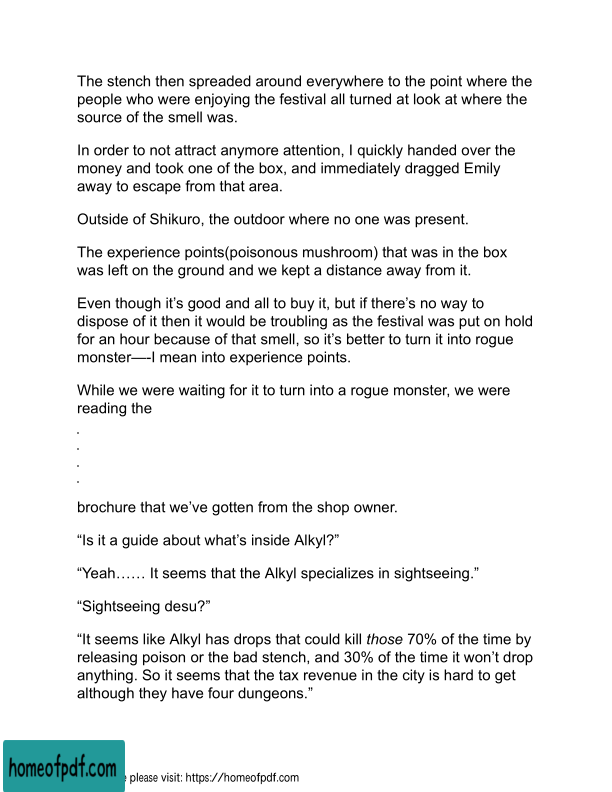 The stench then spreaded around everywhere to the point where the
people who were enjoying the festival all turned at look at where the
source of the smell was.
In order to not attract anymore attention, I quickly handed over the
money and took one of the box, and immediately dragged Emily
away to escape from that area.
Outside of Shikuro, the outdoor where no one was present.
The experience points(poisonous mushroom) that was in the box
was left on the ground and we kept a distance away from it.
Even though it’s good and all to buy it, but if there’s no way to
dispose of it then it would be troubling as the festival was put on hold
for an hour because of that smell, so it’s better to turn it into rogue
monster—-I mean into experience points.
While we were waiting for it to turn into a rogue monster, we were
reading the
.
.
.
.
brochure that we’ve gotten from the shop owner.
“Is it a guide about what’s inside Alkyl?”
“Yeah…… It seems that the Alkyl specializes in sightseeing.”
“Sightseeing desu?”
“It seems like Alkyl has drops that could kill those 70% of the time by
releasing poison or the bad stench, and 30% of the time it won’t drop
anything. So it seems that the tax revenue in the city is hard to get
although they have four dungeons.”
homeofpdf.com
please visit: https://homeofpdf.com